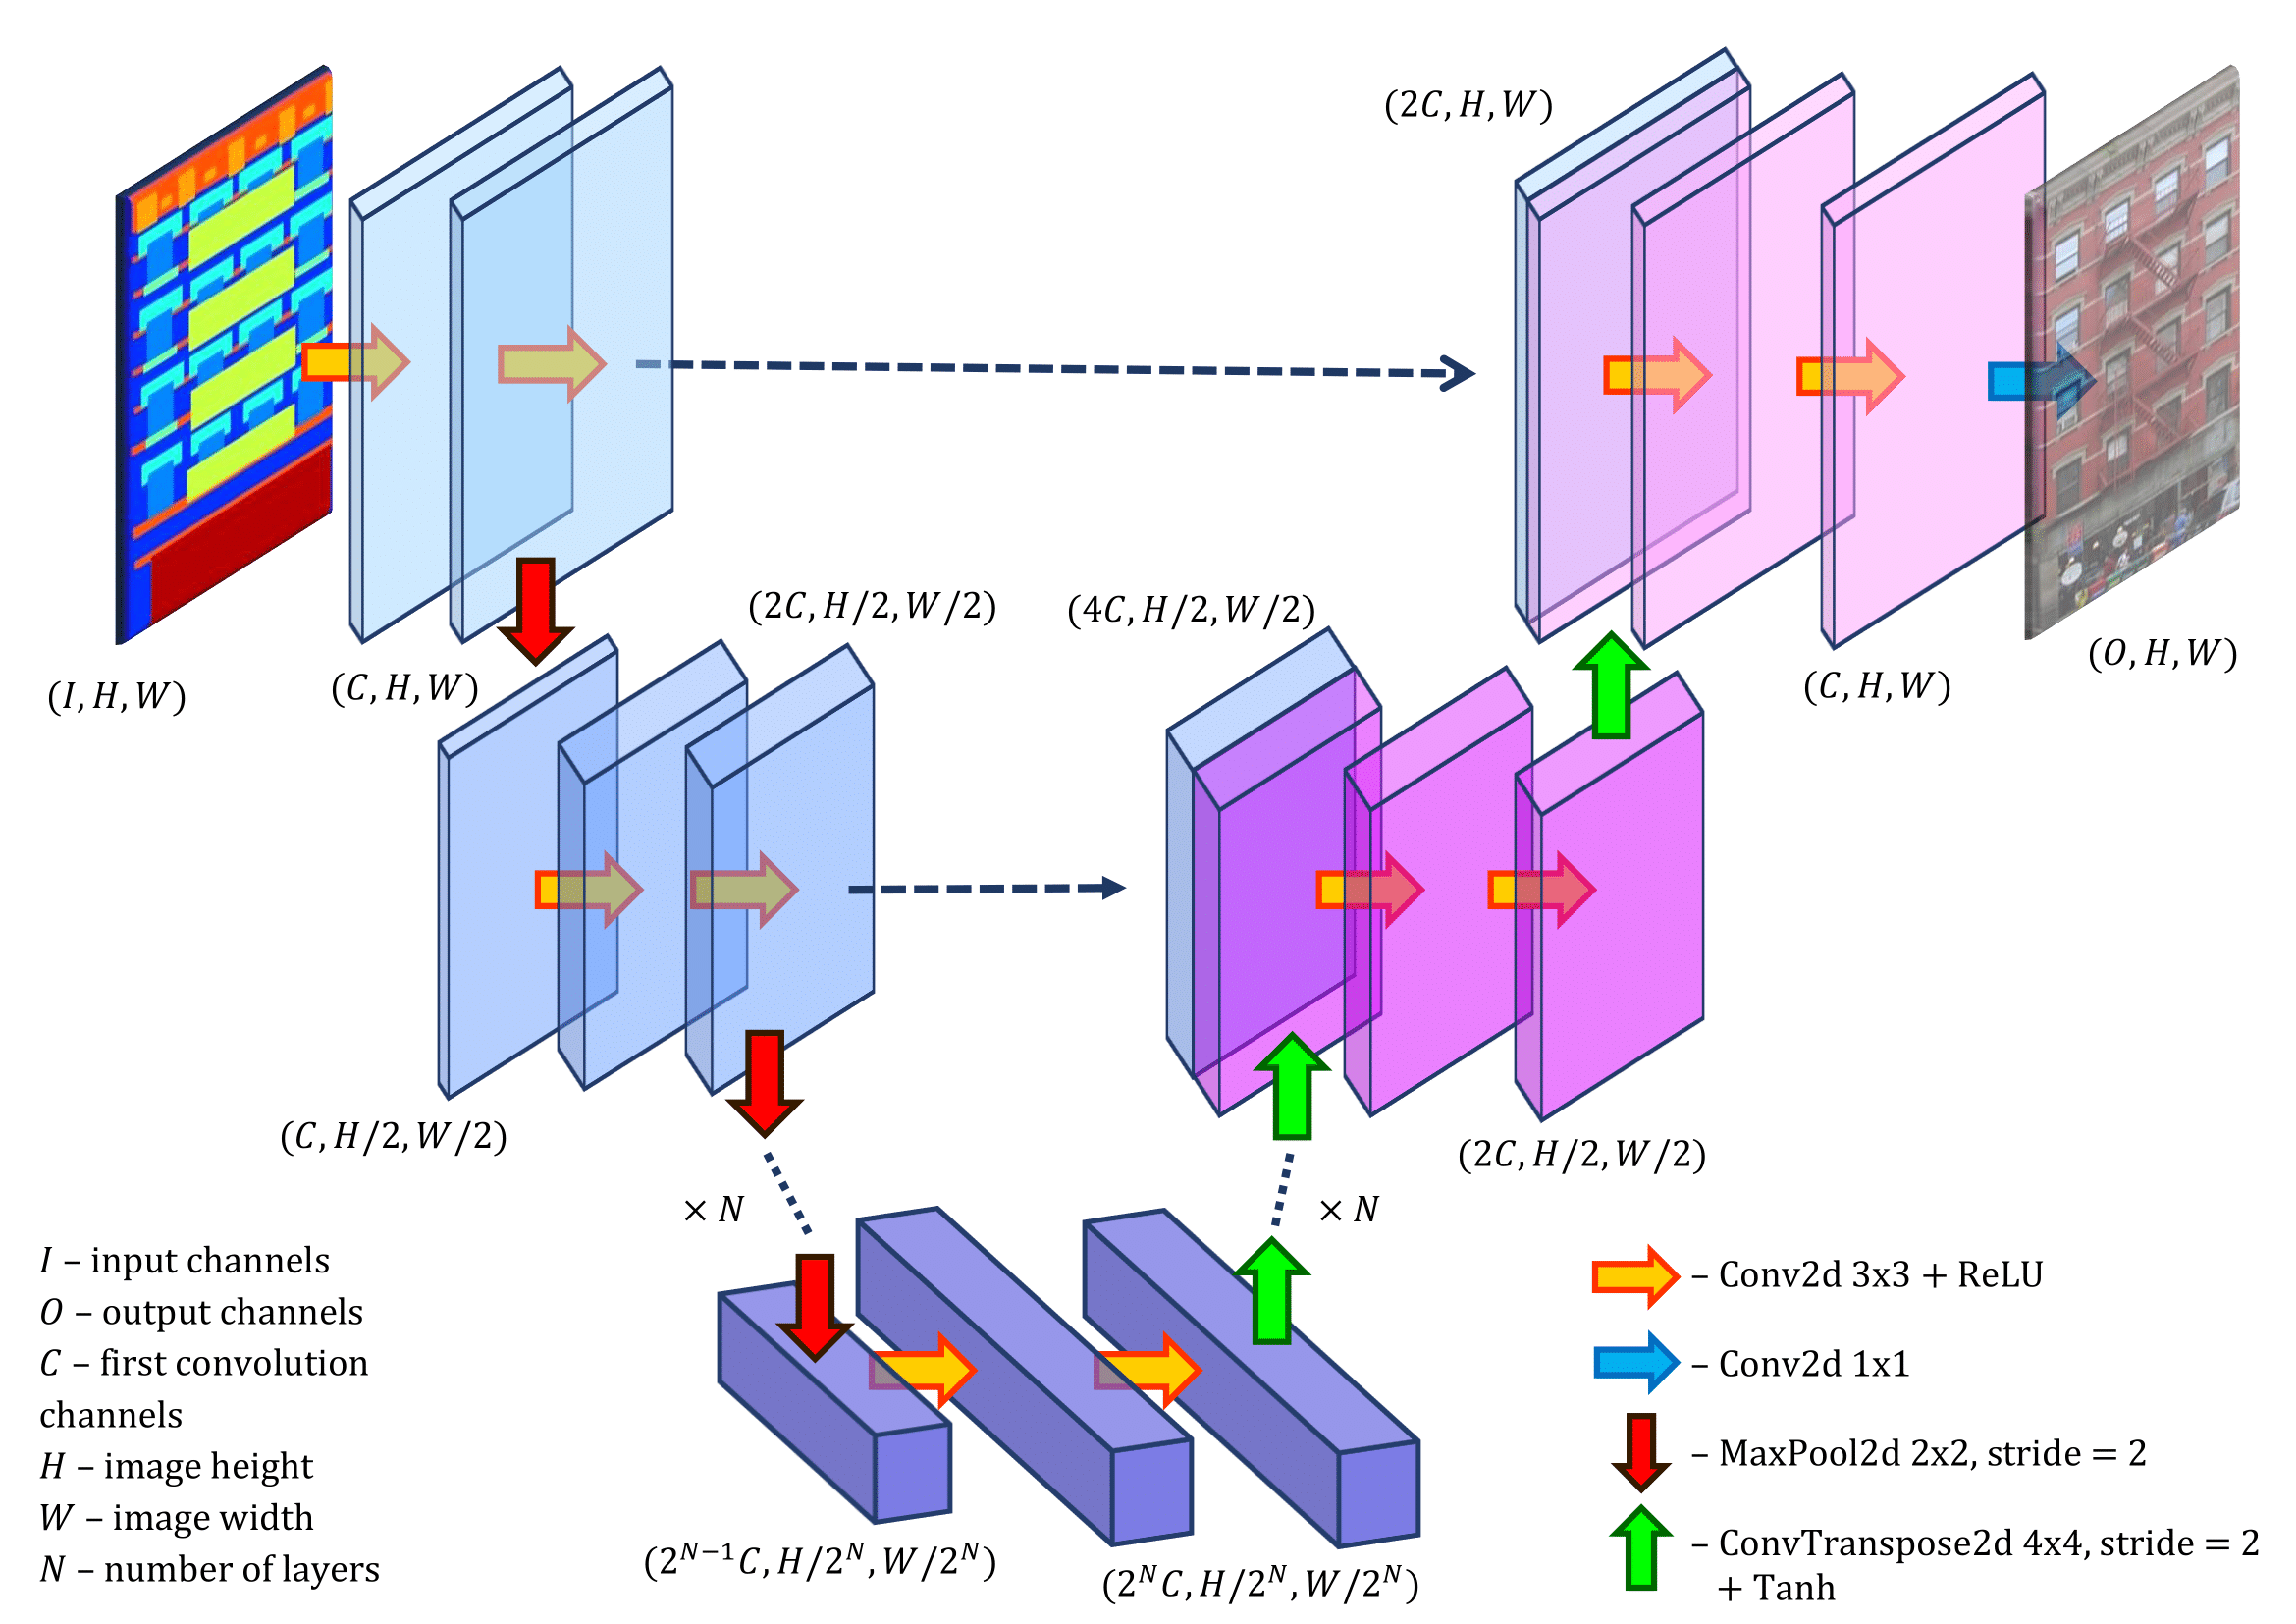 (2C, H, W)
(2C, H/2, W/2)
(4C, H/2, W/2)
(I, H, W)
(C, H, W)
(C, H, W)
(O, H, W)
(C, H/2, W/2)
(2C, H/2, W/2)
× N
× N
I – input channels
O – output channels
C – first convolution
channels
H – image height
W – image width
N – number of layers
(2^{N−1}C, H/2^N, W/2^N)
(2^N C, H/2^N, W/2^N)
– Conv2d 3x3 + ReLU
– Conv2d 1x1
– MaxPool2d 2x2, stride = 2
– ConvTranspose2d 4x4, stride = 2
+ Tanh